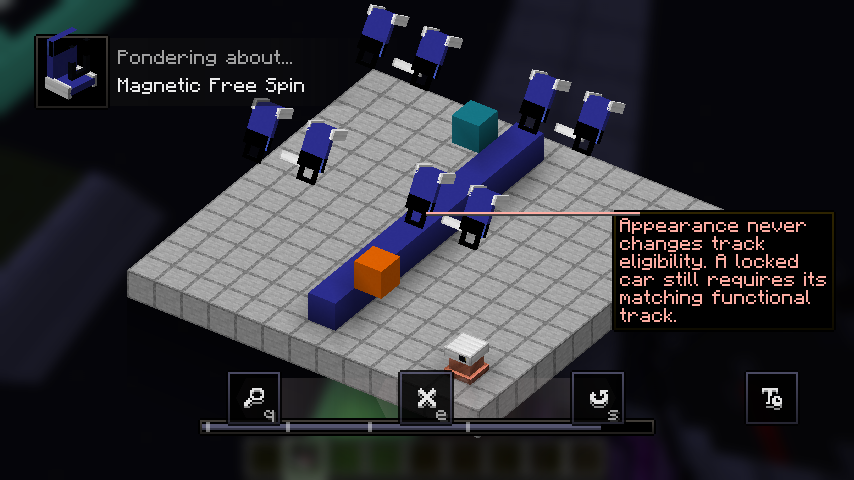 Pondering about...
Magnetic Free Spin
Appearance never
changes track
eligibility. A locked
car still requires its
matching functional
track.
q
e
s
T